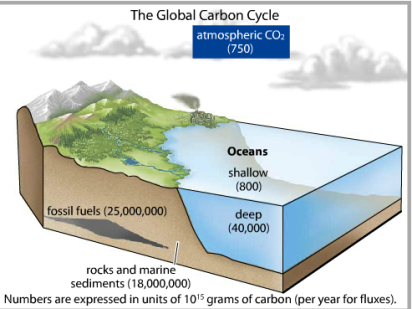 The Global Carbon Cycle
atmospheric CO₂
(750)
Oceans
shallow
(800)
fossil fuels (25,000,000)
deep
(40,000)
rocks and marine
sediments (18,000,000)
Numbers are expressed in units of 10¹⁵ grams of carbon (per year for fluxes).